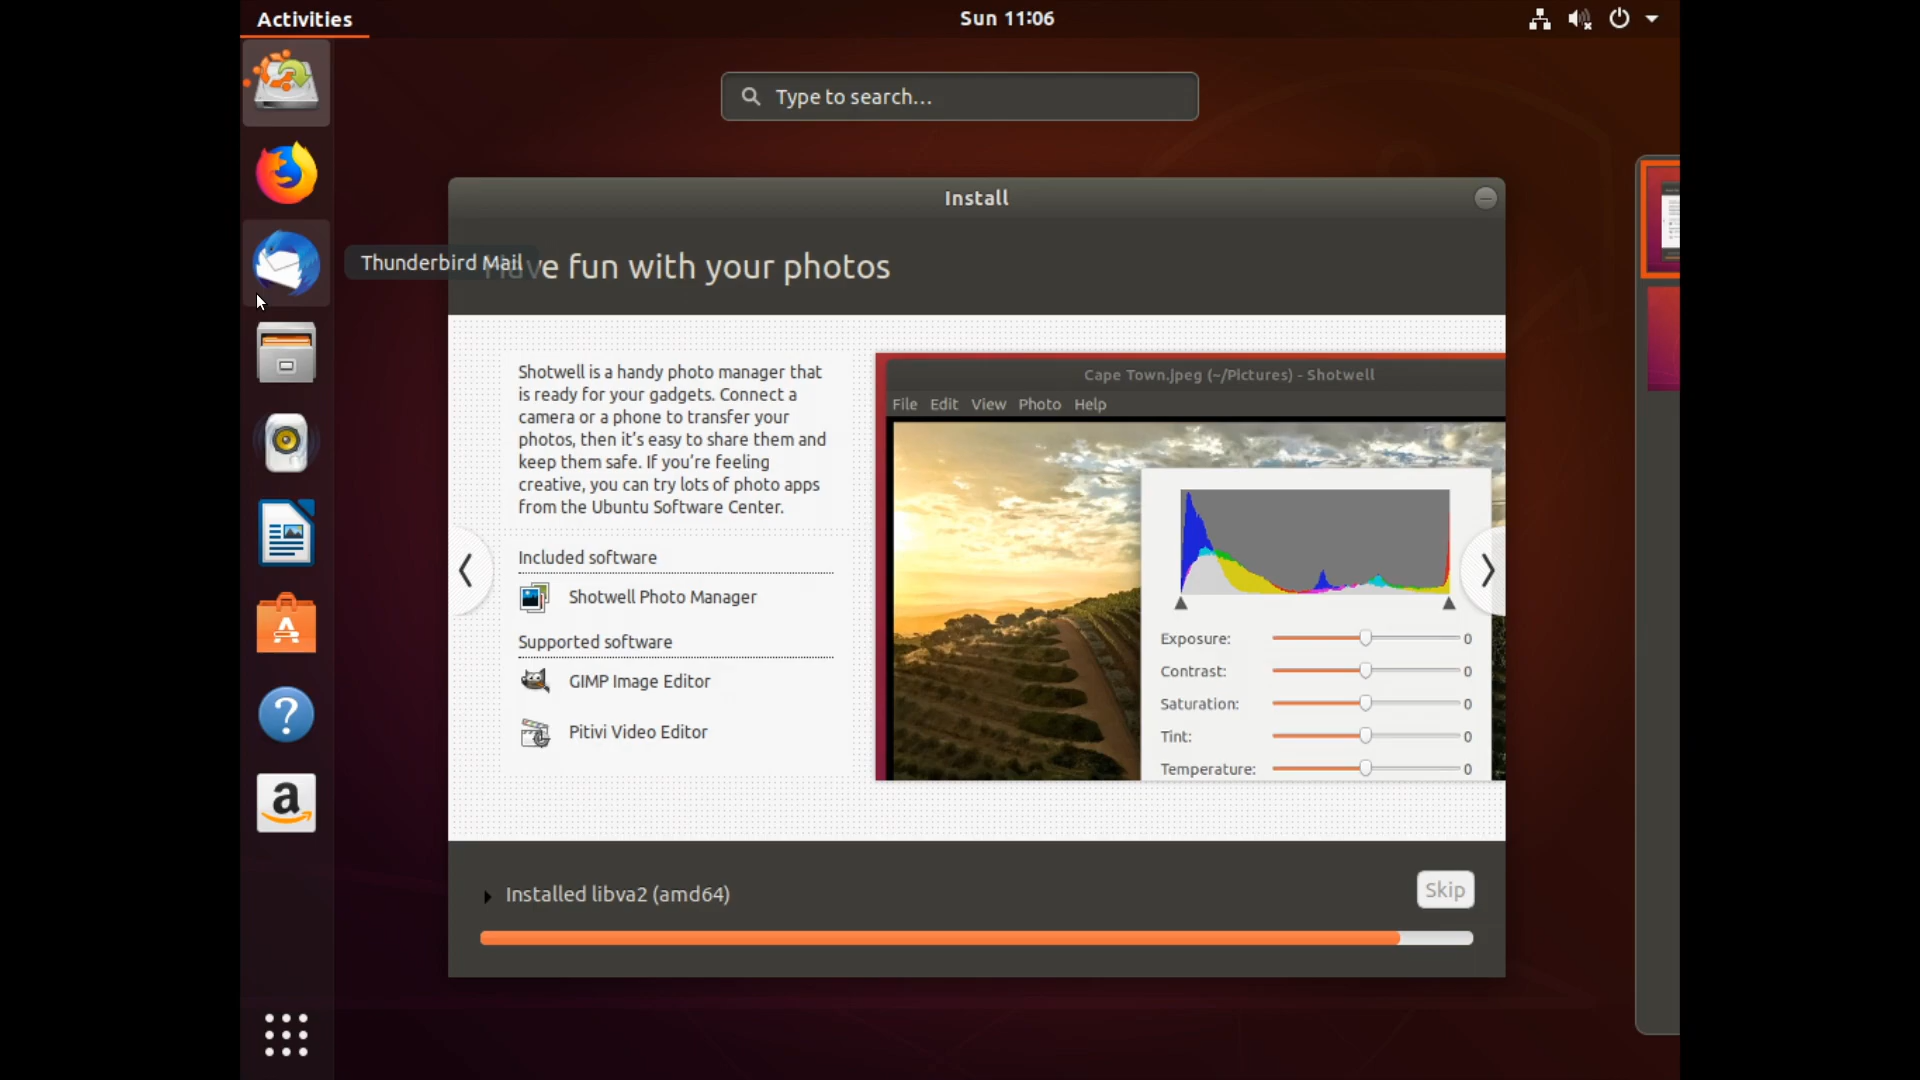 Activities
Sun 11:06
Type to search...
Install
Thunderbird Mail
fun with your photos
Shotwell is a handy photo manager that
is ready for your gadgets. Connect a
camera or a phone to transfer your
photos, then it's easy to share them and
keep them safe. If you're feeling
creative, you can try lots of photo apps
from the Ubuntu Software Center.
Included software
Shotwell Photo Manager
Supported software
GIMP Image Editor
Pitivi Video Editor
Cape Town.jpeg (~/Pictures) - Shotwell
File Edit View Photo Help
Exposure: 0
Contrast: 0
Saturation: 0
Tint: 0
Temperature: 0
Installed libva2 (amd64)
Skip